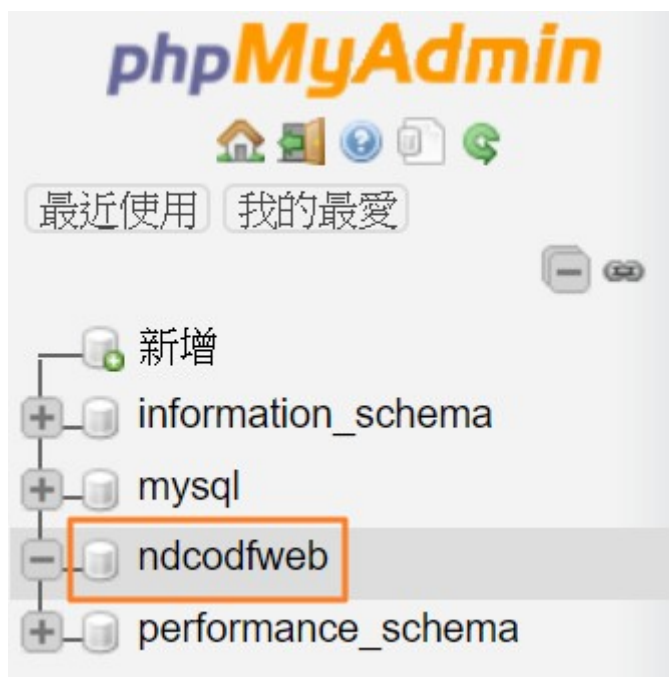 phpMyAdmin
最近使用 我的最愛
新增
information_schema
mysql
ndcodfweb
performance_schema